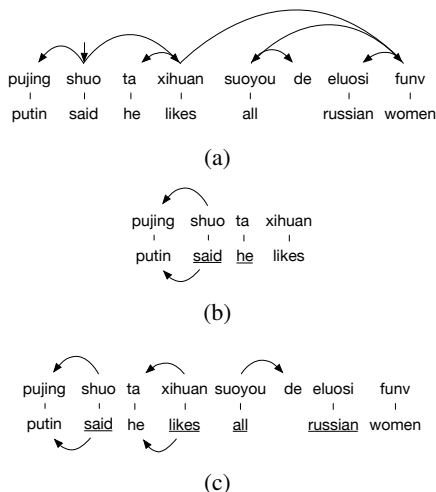 pujing shuo ta xihuan suoyou de eluosi funv
putin said he likes all russian women
(a)
pujing shuo ta xihuan
putin said he likes
(b)
pujing shuo ta xihuan suoyou de eluosi funv
putin said he likes all russian women
(c)